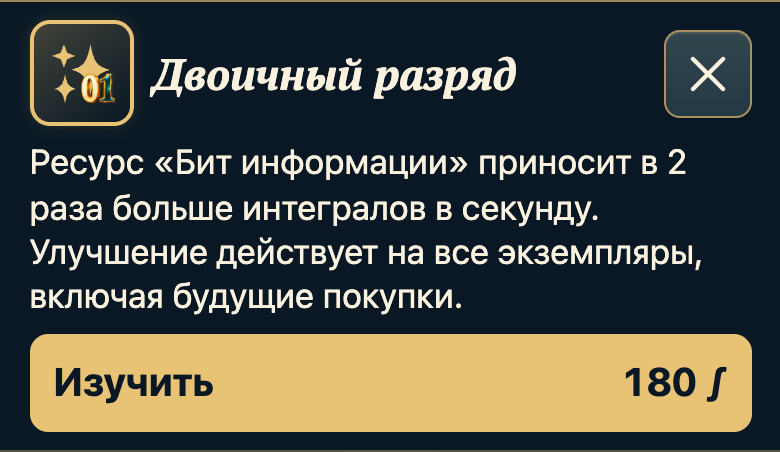 01
Двоичный разряд
Ресурс «Бит информации» приносит в 2
раза больше интегралов в секунду.
Улучшение действует на все экземпляры,
включая будущие покупки.
Изучить 180 ∫